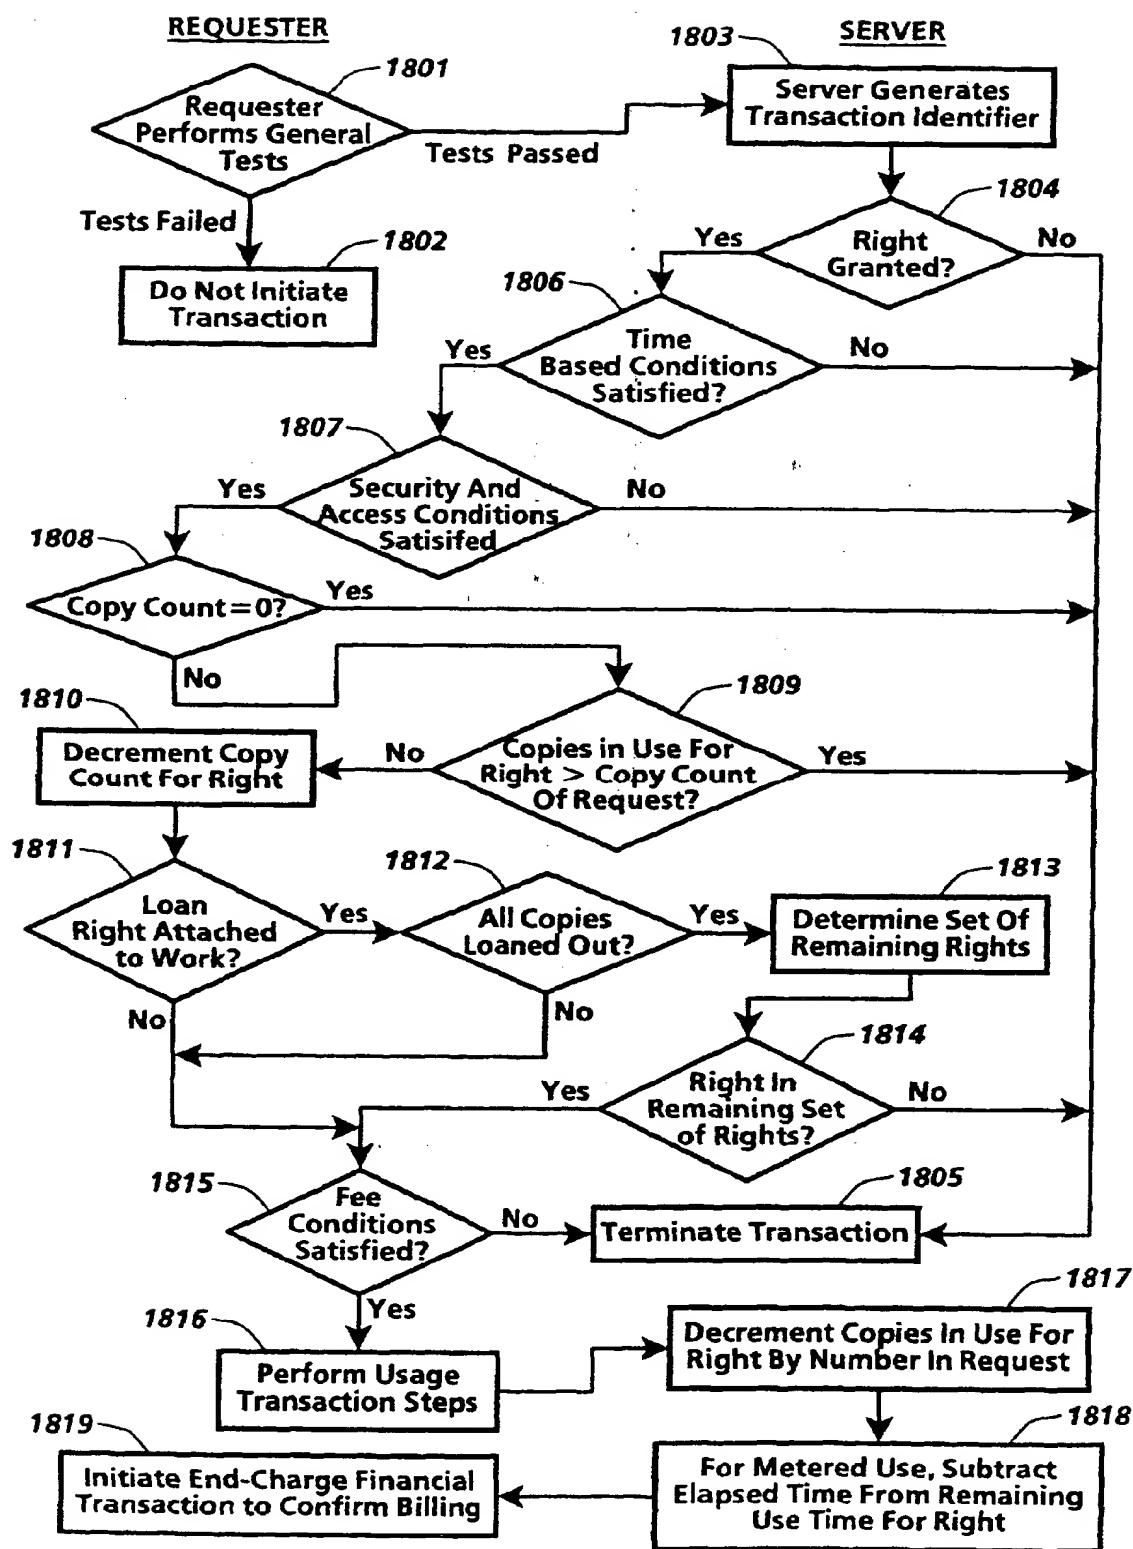 REQUESTER
SERVER
1801
Requester
Performs General
Tests
Tests Passed
Tests Failed
1802
Do Not Initiate
Transaction
1803
Server Generates
Transaction Identifier
1804
Right
Granted?
Yes
No
1806
Time
Based Conditions
Satisfied?
Yes
No
1807
Security And
Access Conditions
Satisifed
Yes
No
1808
Copy Count=0?
Yes
No
1809
Copies in Use For
Right > Copy Count
Of Request?
No
Yes
1810
Decrement Copy
Count For Right
1811
Loan
Right Attached
to Work?
Yes
No
1812
All Copies
Loaned Out?
Yes
No
1813
Determine Set Of
Remaining Rights
1814
Right In
Remaining Set
of Rights?
Yes
No
1815
Fee
Conditions
Satisfied?
No
Yes
1805
Terminate Transaction
1816
Perform Usage
Transaction Steps
1817
Decrement Copies In Use For
Right By Number In Request
1818
For Metered Use, Subtract
Elapsed Time From Remaining
Use Time For Right
1819
Initiate End-Charge Financial
Transaction to Confirm Billing